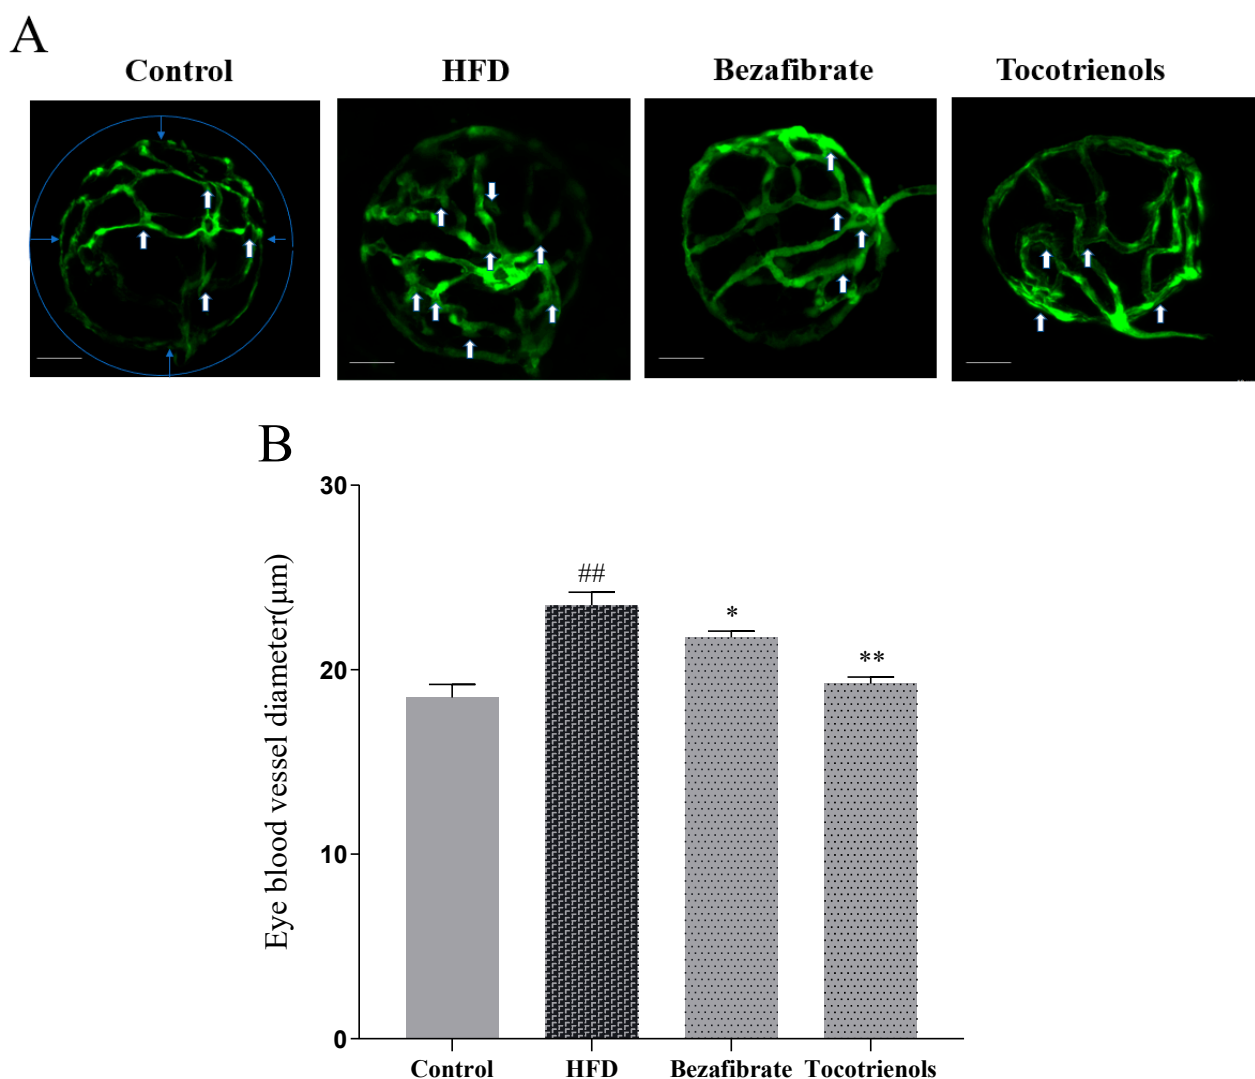 A
Control HFD Bezafibrate Tocotrienols
B
Eye blood vessel diameter(μm)
30
20
10
0
##
*
**
Control HFD Bezafibrate Tocotrienols